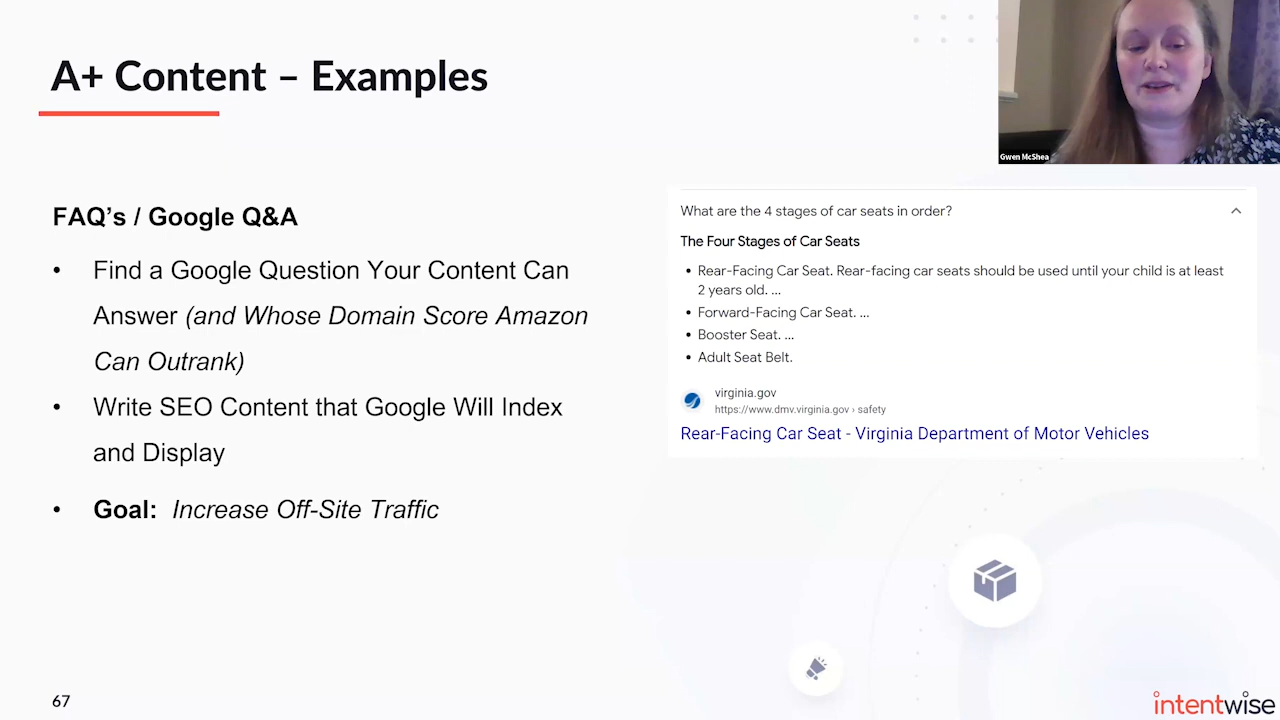 A+ Content – Examples
Gwen McShea
FAQ’s / Google Q&A
• Find a Google Question Your Content Can
Answer (and Whose Domain Score Amazon
Can Outrank)
• Write SEO Content that Google Will Index
and Display
• Goal: Increase Off-Site Traffic
What are the 4 stages of car seats in order?
The Four Stages of Car Seats
• Rear-Facing Car Seat. Rear-facing car seats should be used until your child is at least
2 years old. ...
• Forward-Facing Car Seat. ...
• Booster Seat. ...
• Adult Seat Belt.
virginia.gov
https://www.dmv.virginia.gov › safety
Rear-Facing Car Seat - Virginia Department of Motor Vehicles
67
intentwise